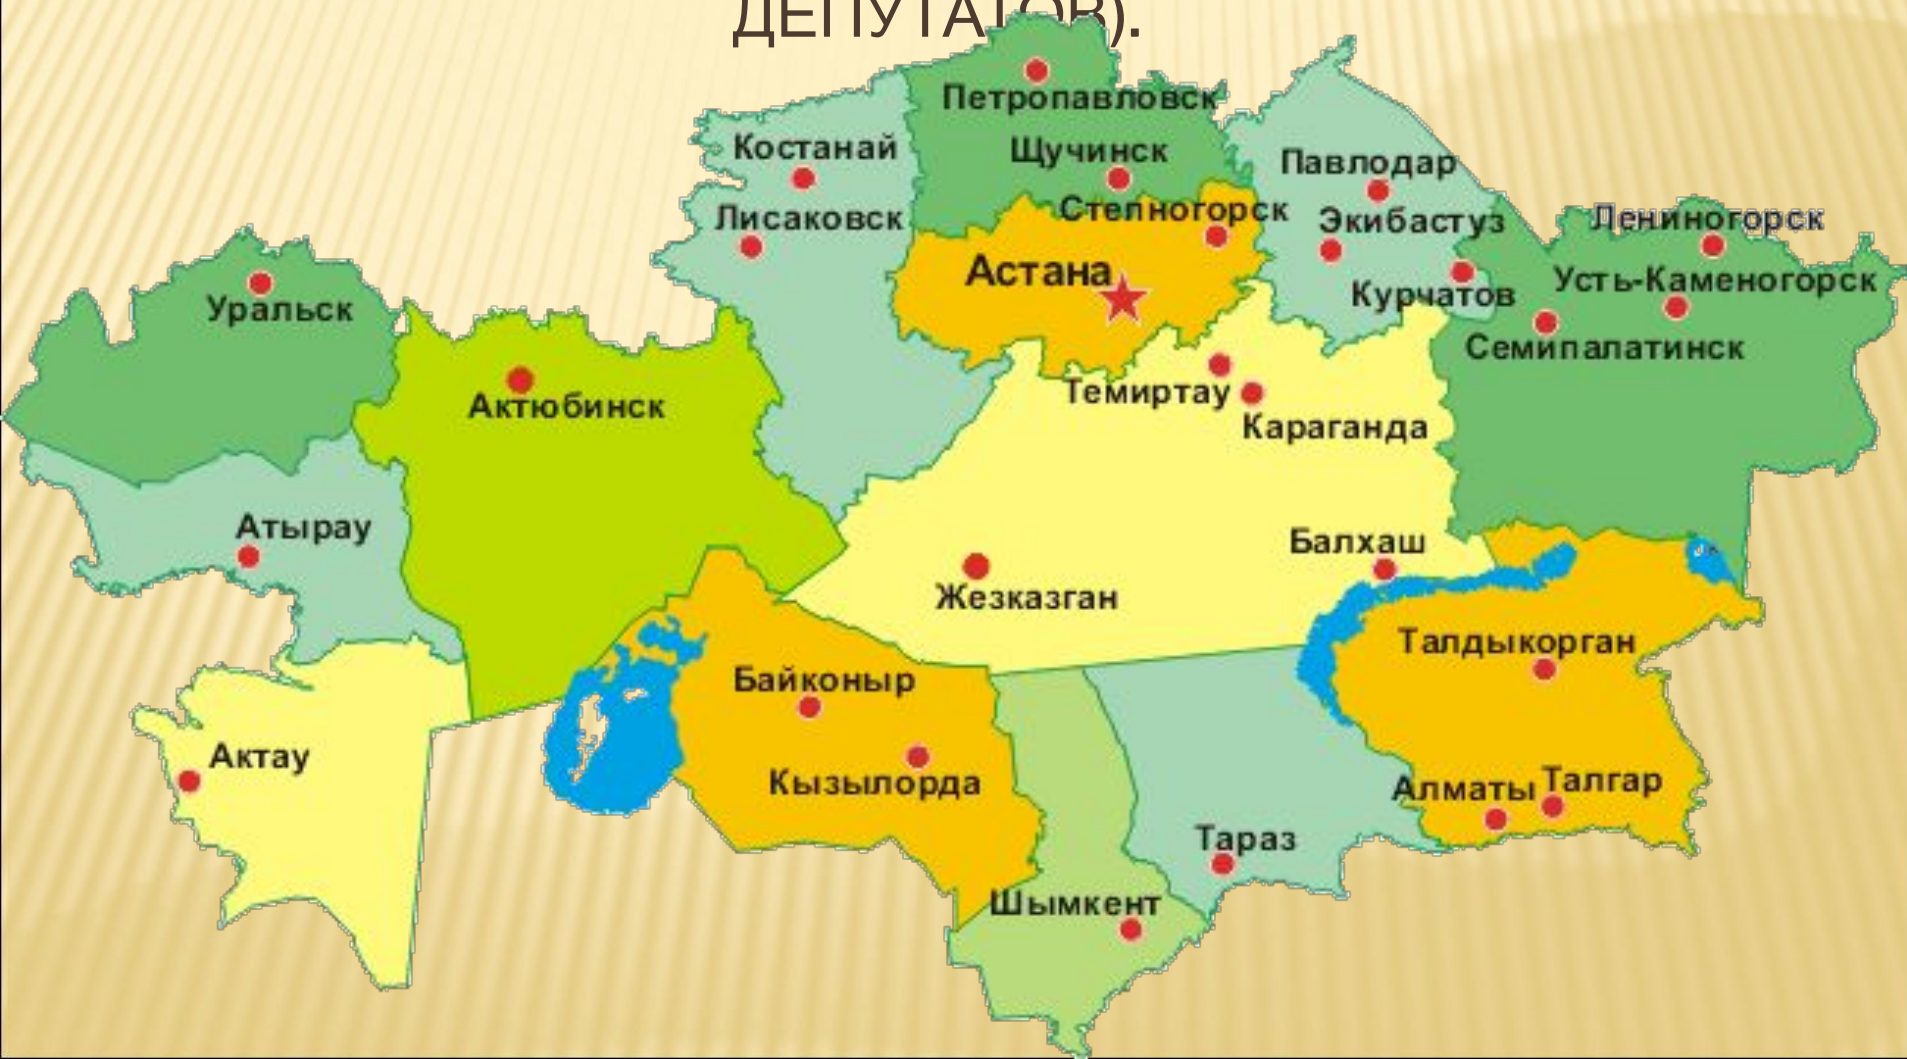 ДЕПУТАТОВ).
Петропавловск
Костанай
Щучинск
Павлодар
Лисаковск
Степногорск
Экибастуз
Лениногорск
Астана
Уральск
Курчатов
Усть-Каменогорск
Семипалатинск
Актюбинск
Темиртау
Караганда
Атырау
Балхаш
Жезказган
Талдыкорган
Байконыр
Актау
Кызылорда
Алматы
Талгар
Тараз
Шымкент